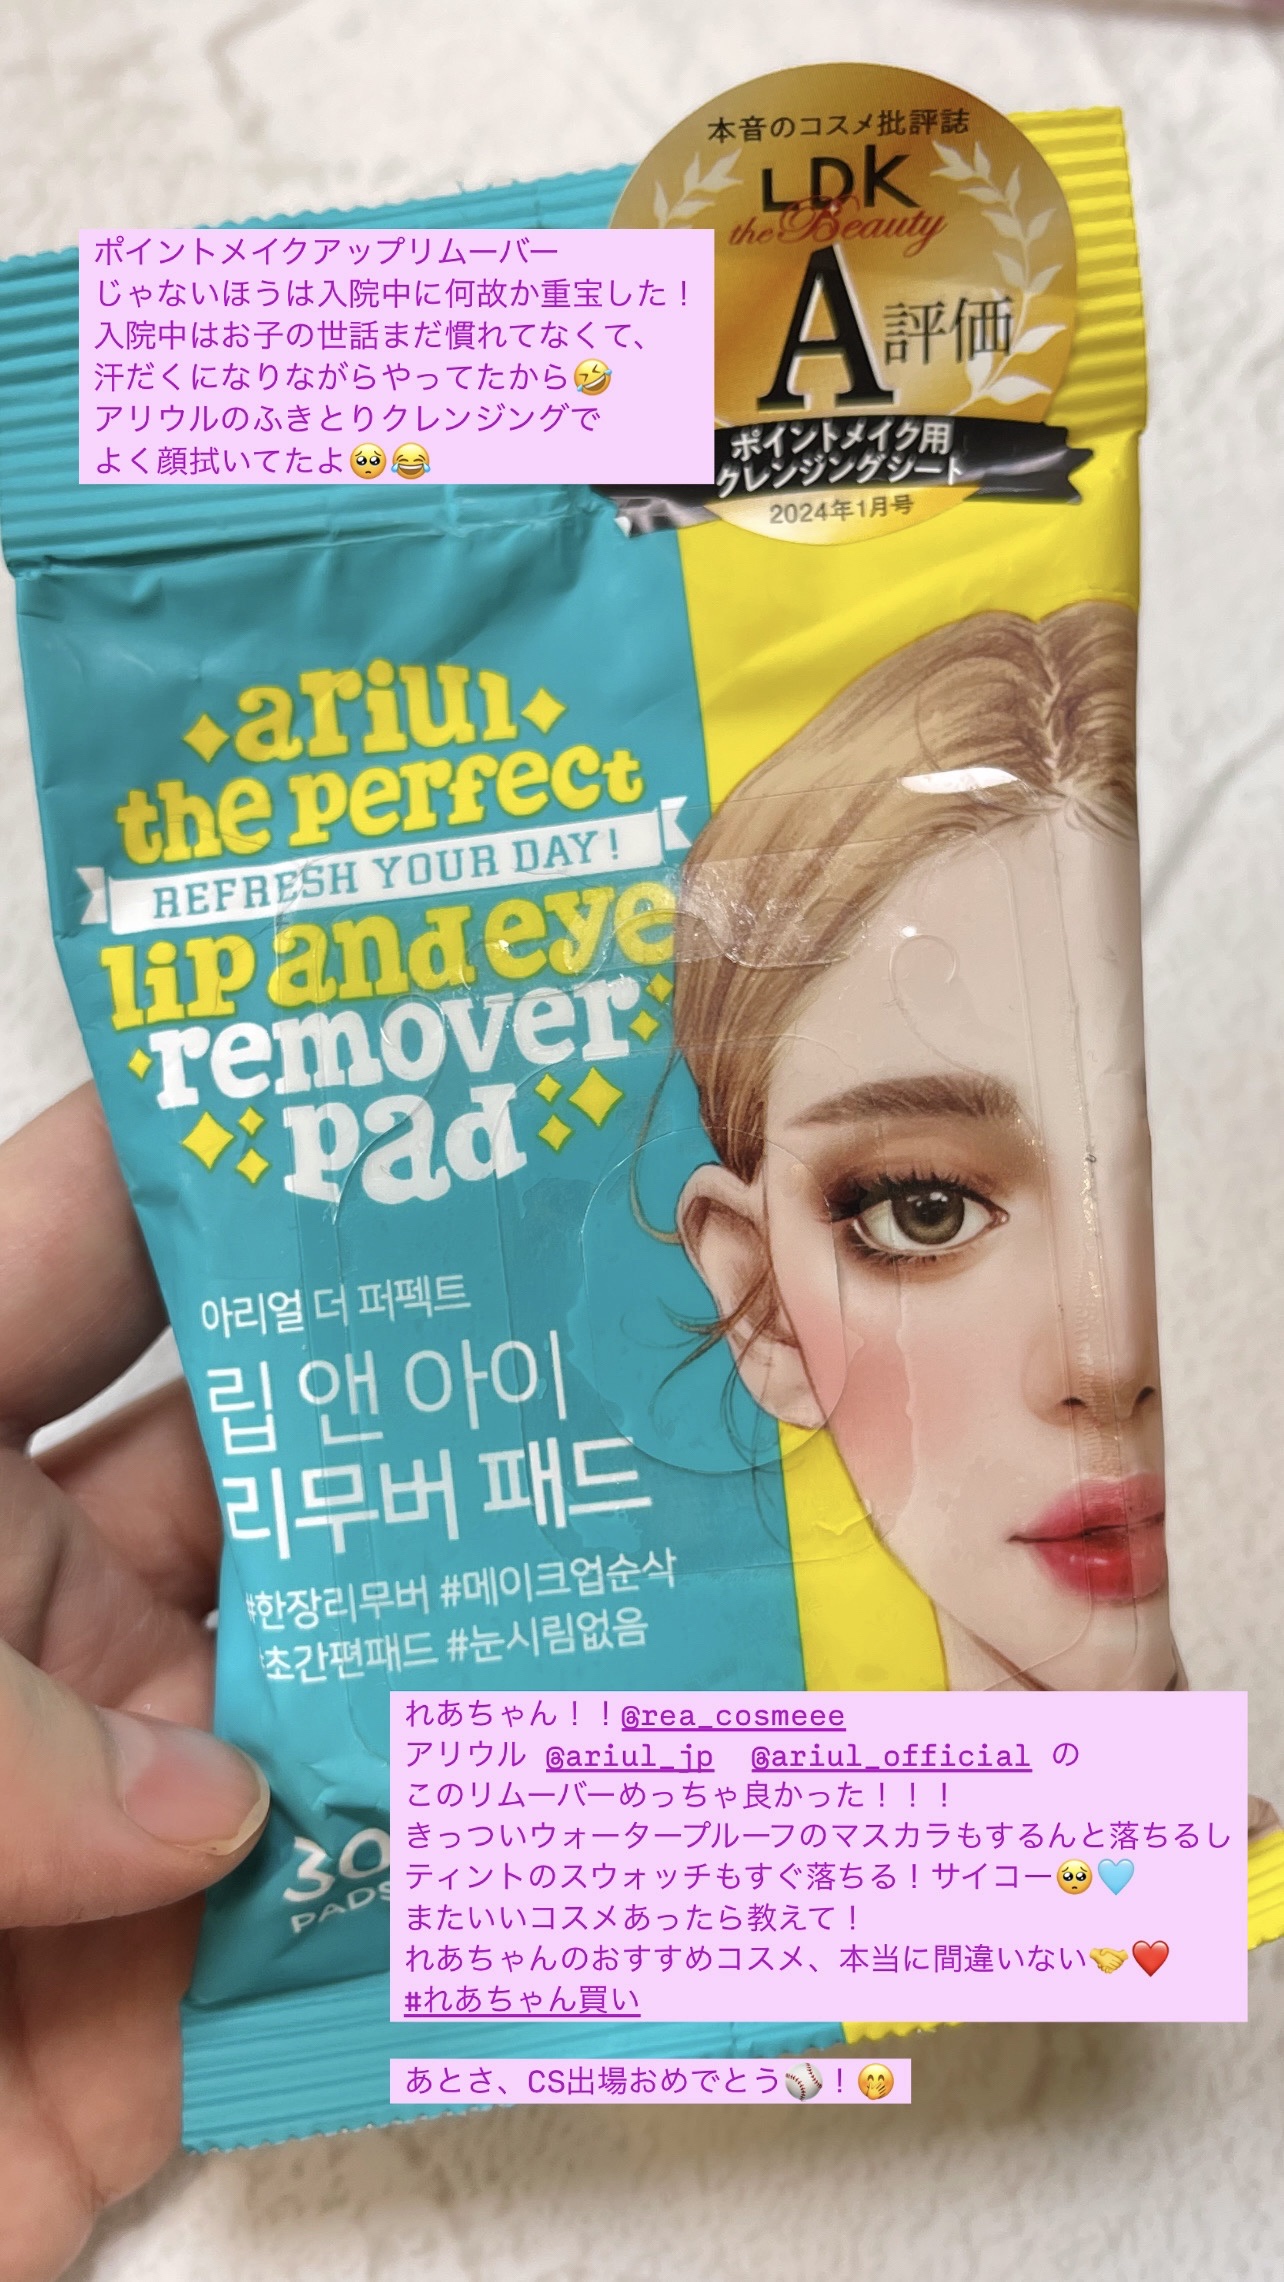 本音のコスメ批評誌
LDK
the Beauty
A評価
ポイントメイク用
クレンジングシート
2024年1月号
ポイントメイクアップリムーバー
じゃないほうは入院中に何故か重宝した！
入院中はお子の世話まだ慣れてなくて、
汗だくになりながらやってたから🤣
アリウルのふきとりクレンジングで
よく顔拭いてたよ🥺😂
ariul
the perfect
REFRESH YOUR DAY!
lip and eye
remover
pad
아리얼 더 퍼펙트
립 앤 아이
리무버 패드
#한장리무버 #메이크업순삭
#초간편패드 #눈시림없음
30
PADS
れあちゃん！！@rea_cosmeee
アリウル @ariul_jp @ariul_official の
このリムーバーめっちゃ良かった！！！
きっついウォータープルーフのマスカラもするんと落ちるし
ティントのスウォッチもすぐ落ちる！サイコー🥺🩵
またいいコスメあったら教えて！
れあちゃんのおすすめコスメ、本当に間違いない🤝❤️
#れあちゃん買い
あとさ、CS出場おめでとう⚾！🤭